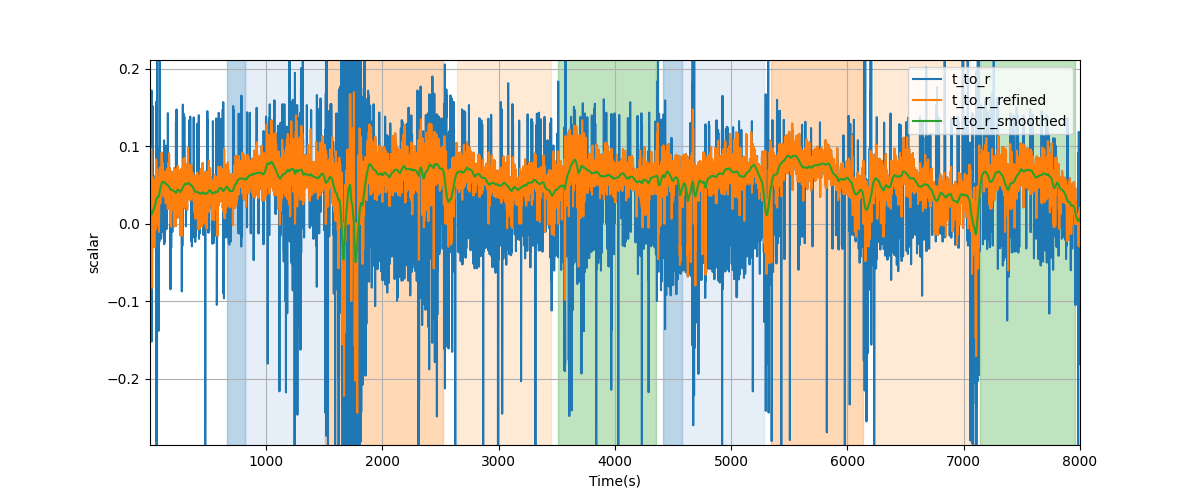 0.2
0.1
0.0
−0.1
−0.2
scalar
1000 2000 3000 4000 5000 6000 7000 8000
Time(s)
t_to_r
t_to_r_refined
t_to_r_smoothed